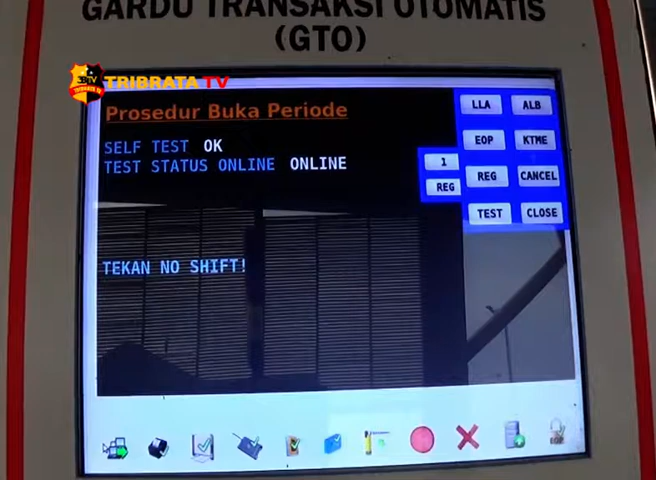 GARDU TRANSAKSI OTOMATIS
(GTO)
TRIBRATA TV
Prosedur Buka Periode
SELF TEST OK
TEST STATUS ONLINE ONLINE
TEKAN NO SHIFT!
LLA ALB
EOP KTME
1
REG
REG CANCEL
TEST CLOSE